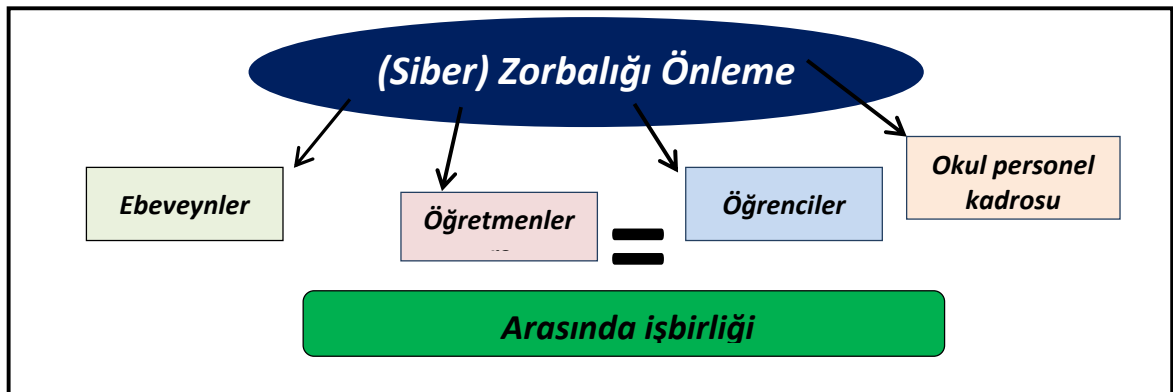 (Siber) Zorbalığı Önleme
Ebeveynler
Öğretmenler
Öğrenciler
Okul personel
kadrosu
=
Arasında işbirliği